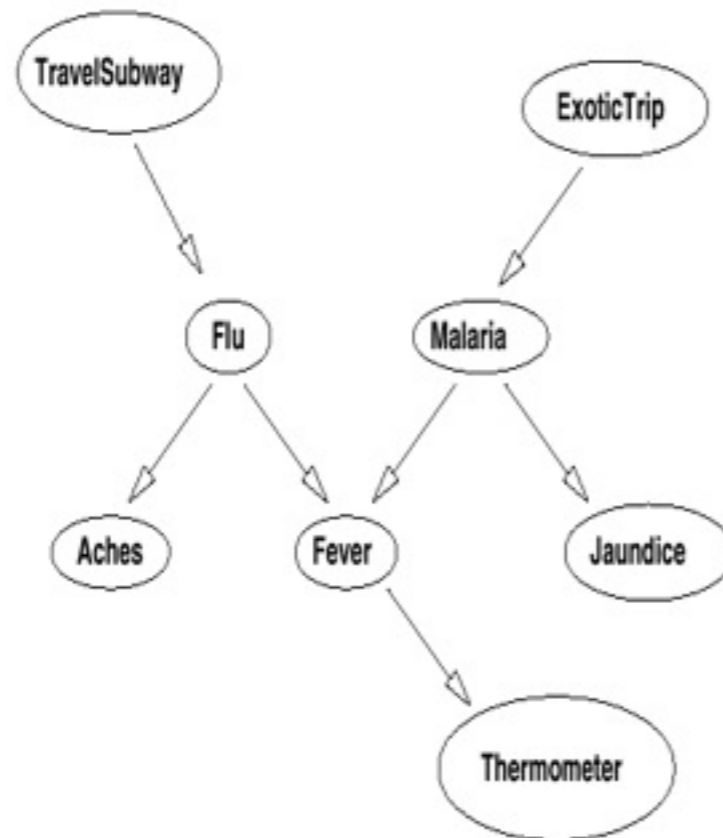 TravelSubway
ExoticTrip
Flu
Malaria
Aches
Fever
Jaundice
Thermometer